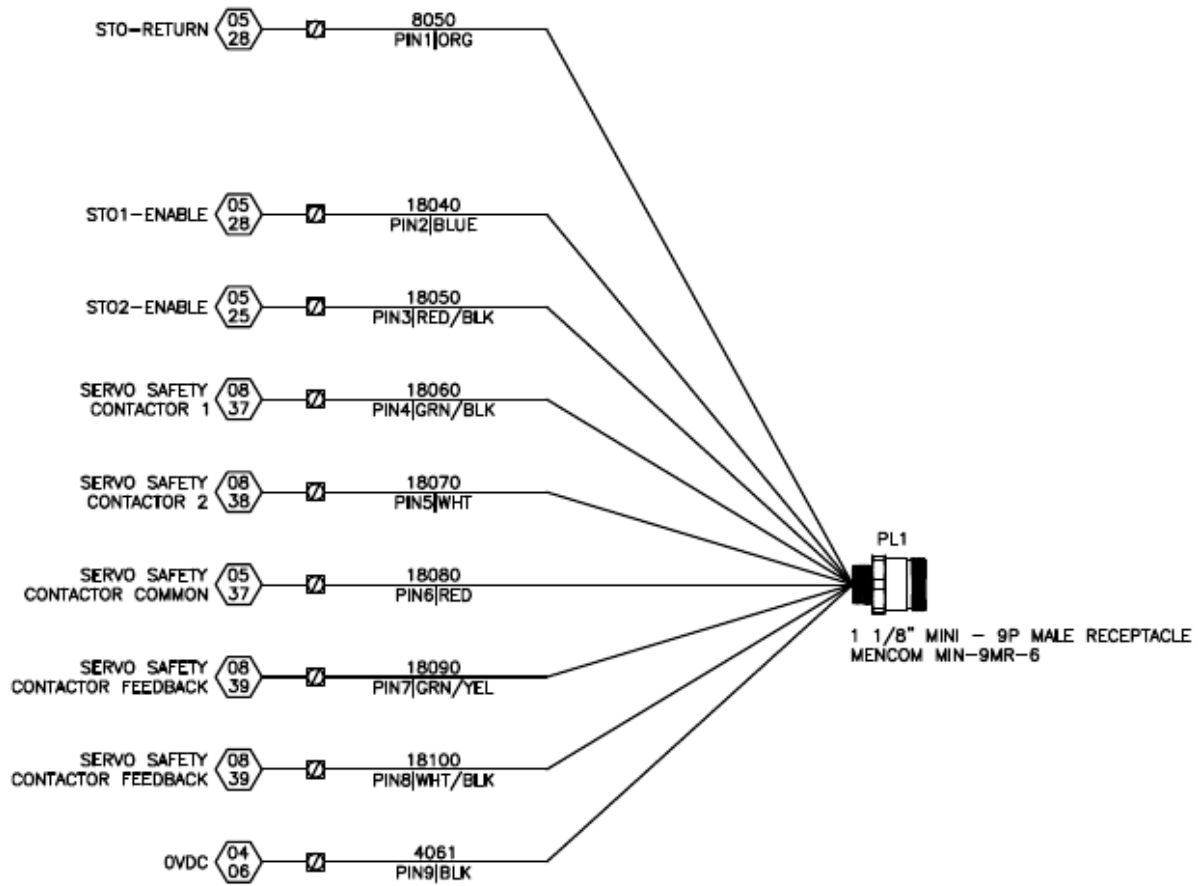 STO-RETURN 05 28 8050
PIN1|ORG
STO1-ENABLE 05 28 18040
PIN2|BLUE
STO2-ENABLE 05 25 18050
PIN3|RED/BLK
SERVO SAFETY
CONTACTOR 1 08 37 18060
PIN4|GRN/BLK
SERVO SAFETY
CONTACTOR 2 08 38 18070
PIN5|WHT
SERVO SAFETY
CONTACTOR COMMON 05 37 18080
PIN6|RED
SERVO SAFETY
CONTACTOR FEEDBACK 08 39 18090
PIN7|GRN/YEL
SERVO SAFETY
CONTACTOR FEEDBACK 08 39 18100
PIN8|WHT/BLK
0VDC 04 06 4061
PIN9|BLK
PL1
1 1/8" MINI - 9P MALE RECEPTACLE
MENCOM MIN-9MR-6